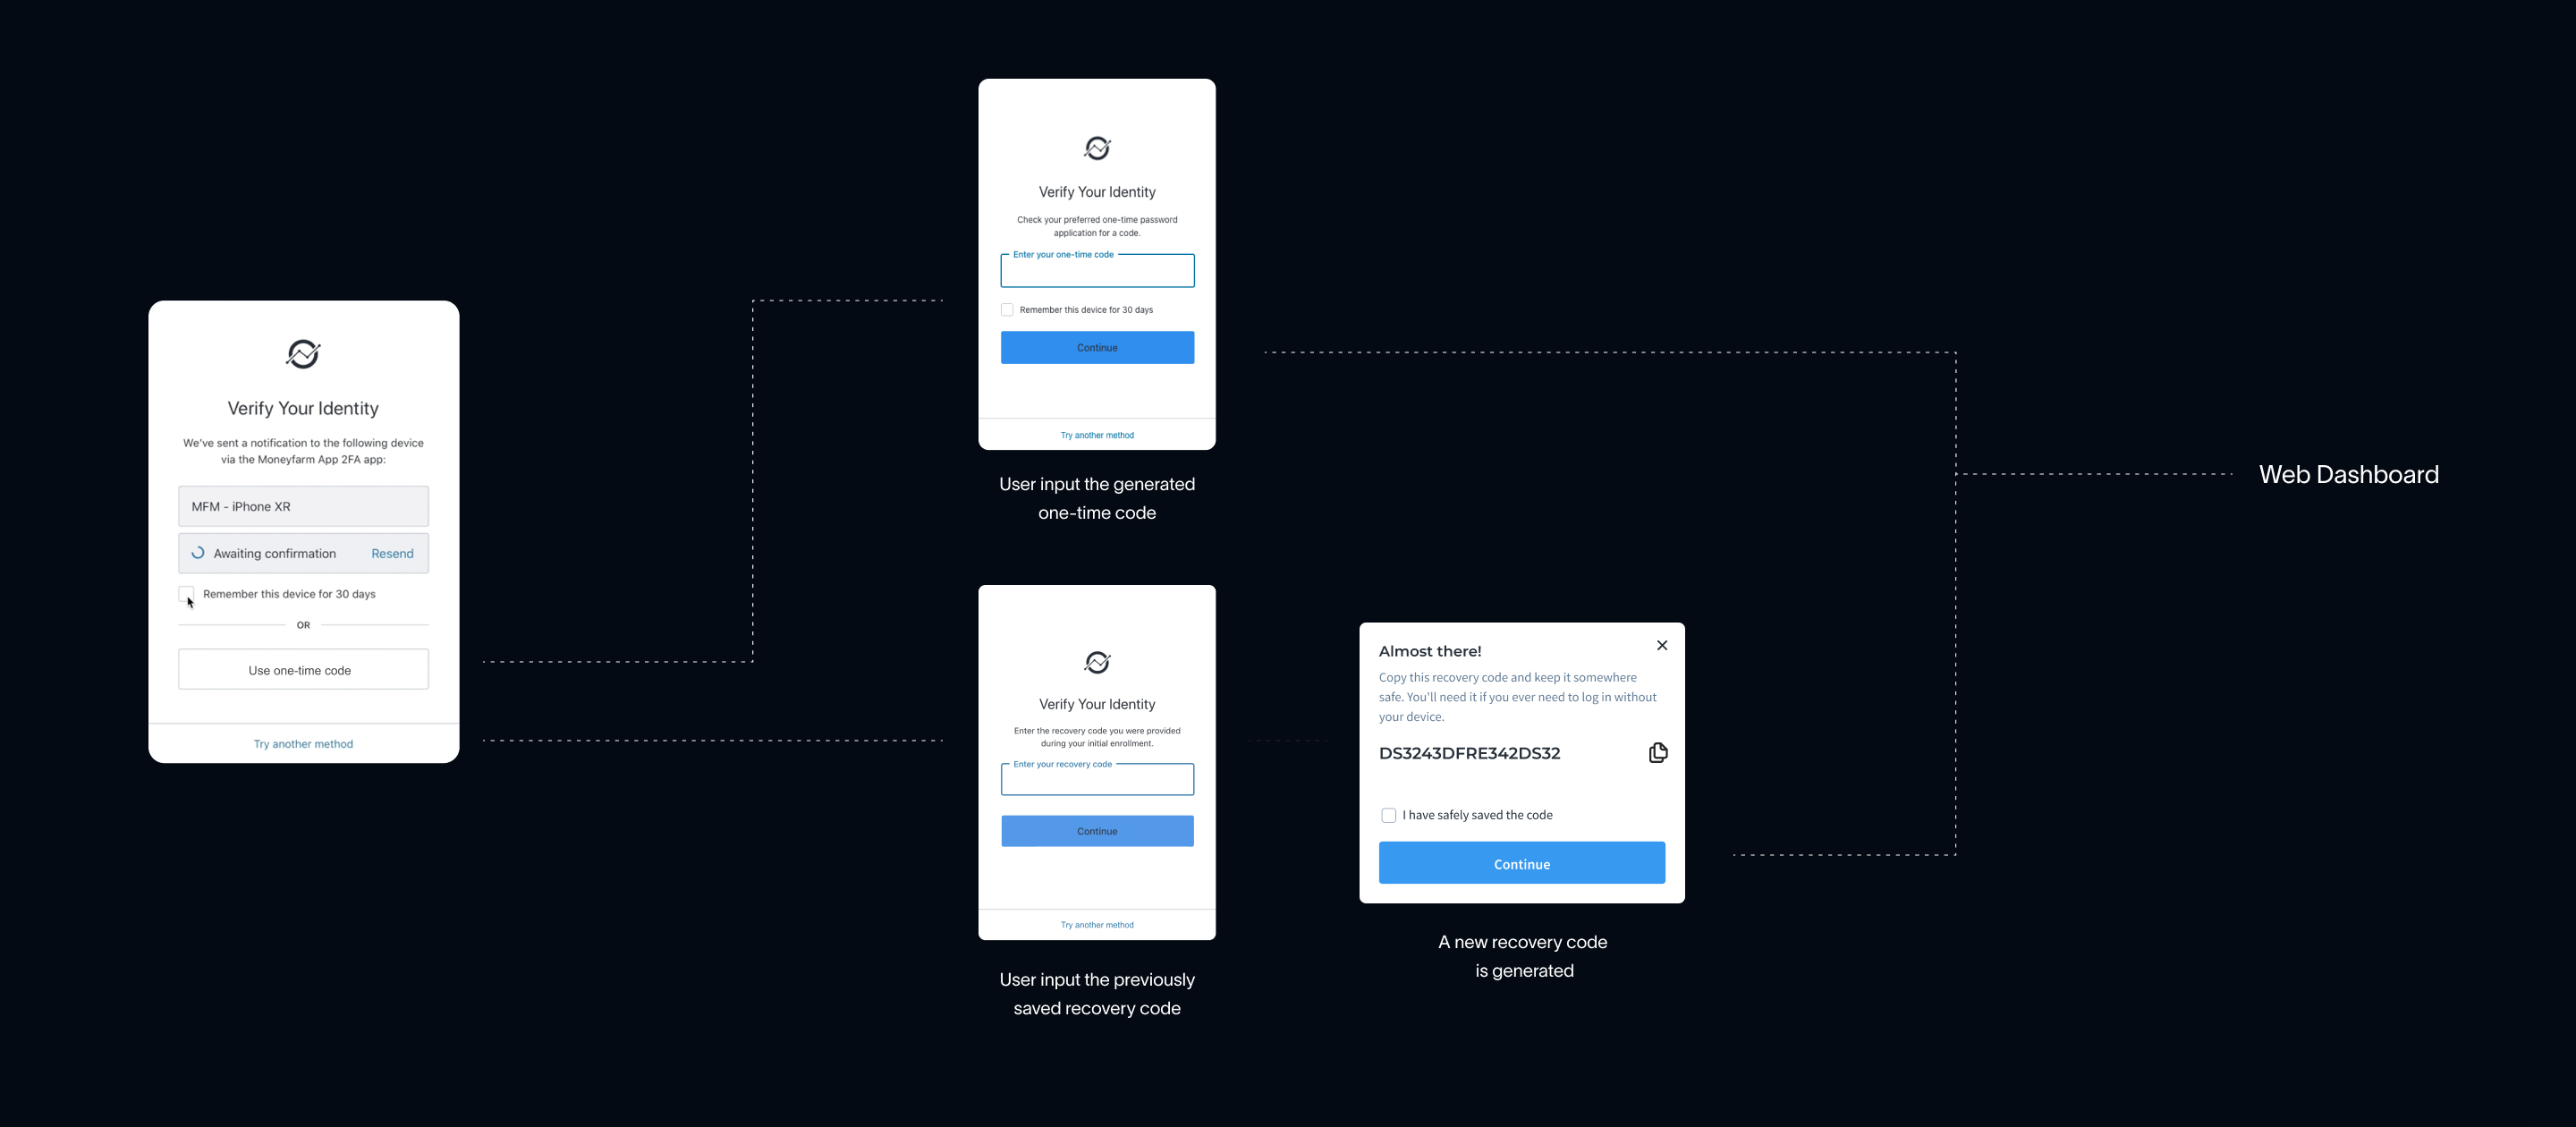 Verify Your Identity
We've sent a notification to the following device
via the Moneyfarm App 2FA app:
MFM - iPhone XR
Awaiting confirmation Resend
Remember this device for 30 days
OR
Use one-time code
Try another method
Verify Your Identity
Check your preferred one-time password
application for a code.
Enter your one-time code
Remember this device for 30 days
Continue
Try another method
User input the generated
one-time code
Verify Your Identity
Enter the recovery code you were provided
during your initial enrollment.
Enter your recovery code
Continue
Try another method
User input the previously
saved recovery code
Almost there!
Copy this recovery code and keep it somewhere
safe. You'll need it if you ever need to log in without
your device.
DS3243DFRE342DS32
I have safely saved the code
Continue
A new recovery code
is generated
Web Dashboard